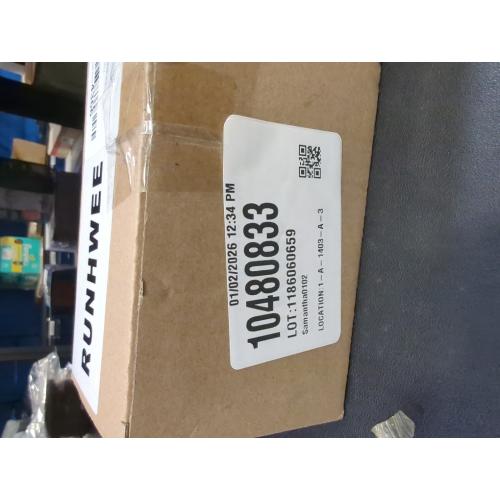 RUNHWEE
01/02/2026 12:34 PM
10480833
LOT:1186060659
Samantha0102
LOCATION:1-A-1403-A-3